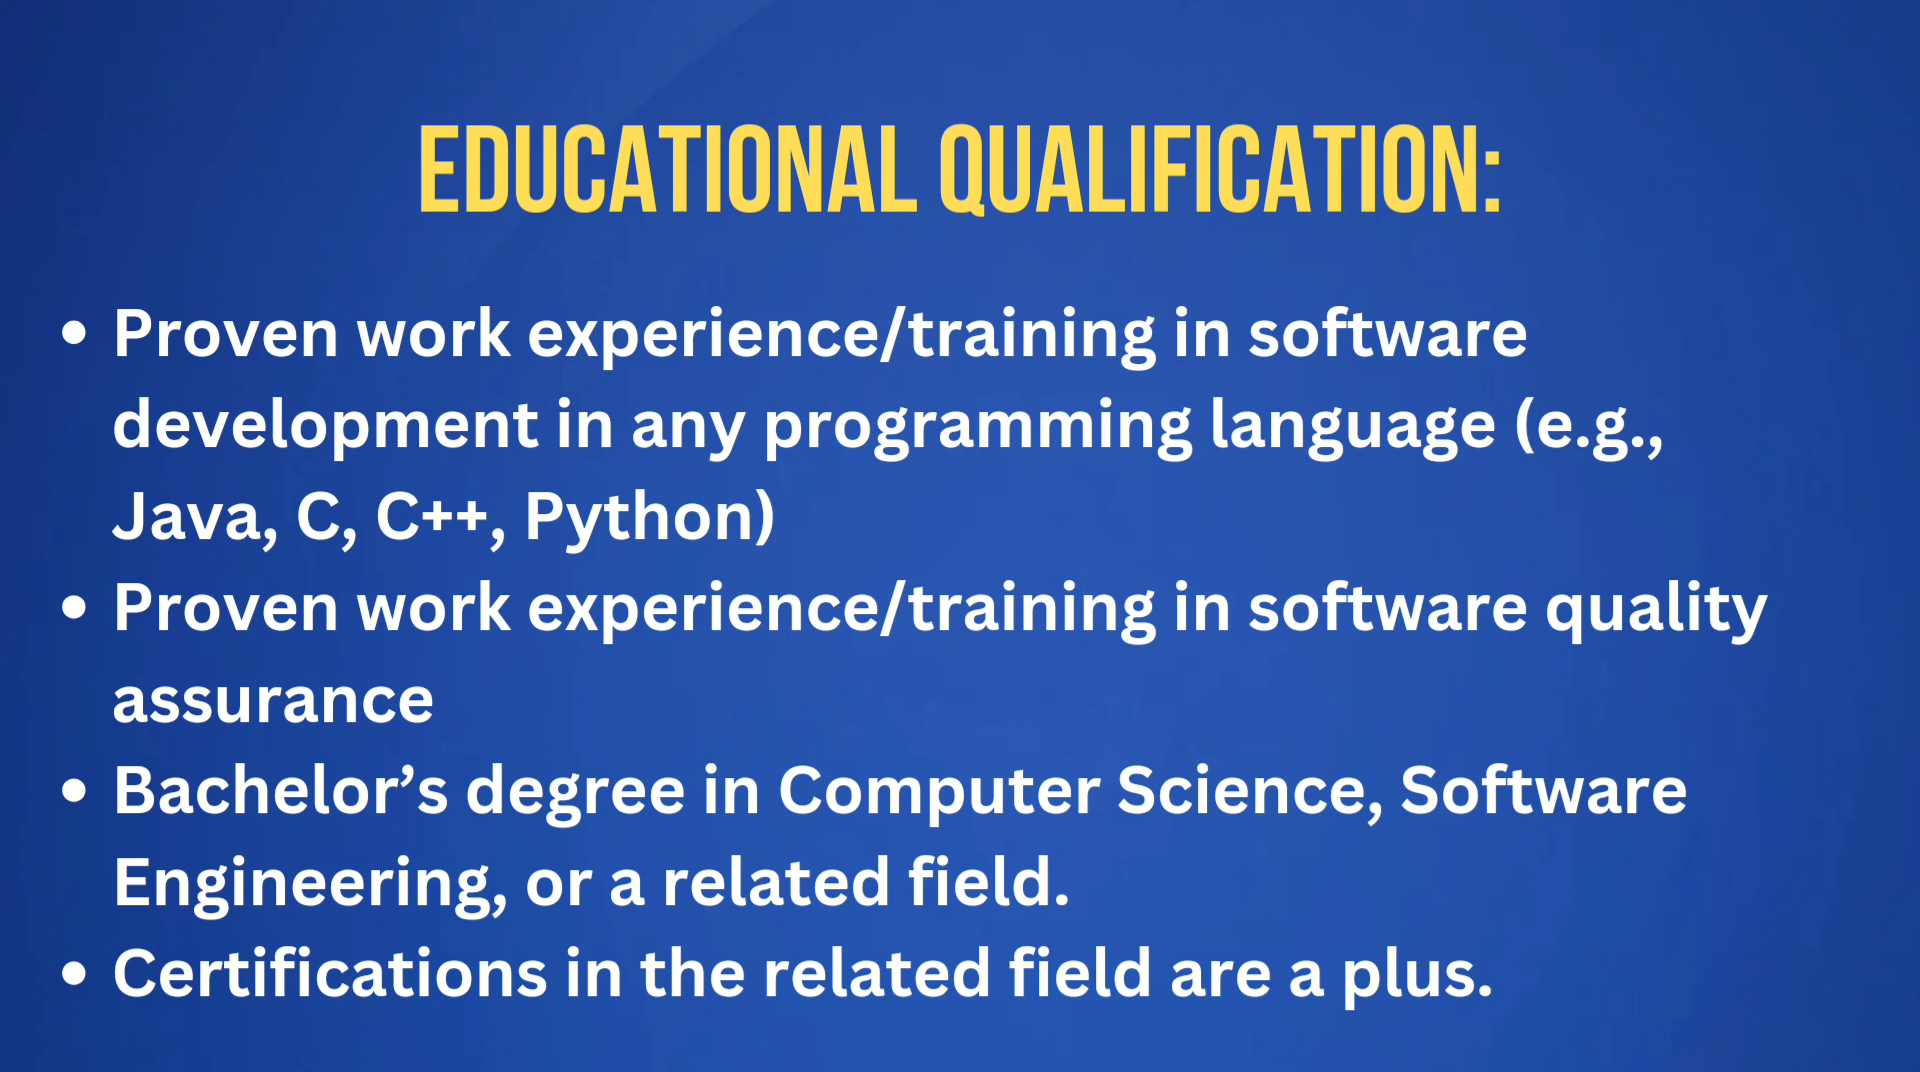 EDUCATIONAL QUALIFICATION:
• Proven work experience/training in software
development in any programming language (e.g.,
Java, C, C++, Python)
• Proven work experience/training in software quality
assurance
• Bachelor’s degree in Computer Science, Software
Engineering, or a related field.
• Certifications in the related field are a plus.